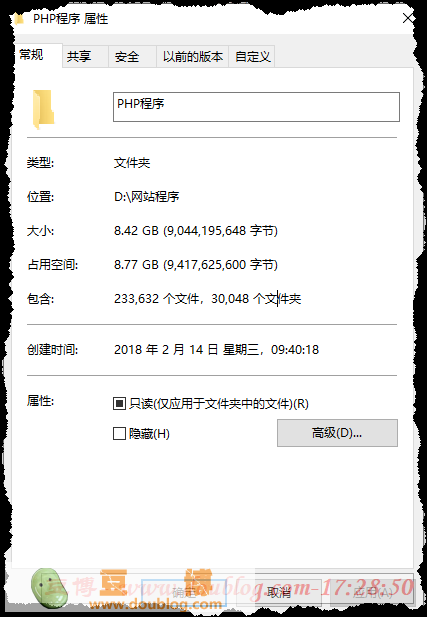 PHP程序 属性
常规 共享 安全 以前的版本 自定义
PHP程序
类型: 文件夹
位置: D:\网站程序
大小: 8.42 GB (9,044,195,648 字节)
占用空间: 8.77 GB (9,417,625,600 字节)
包含: 233,632 个文件，30,048 个文件夹
创建时间: 2018 年 2 月 14 日 星期三，09:40:18
属性: 只读(仅应用于文件夹中的文件)(R)
隐藏(H) 高级(D)...
豆博 www.doublog.com-17:28:50
确定 取消 应用(A)
www.doublog.com